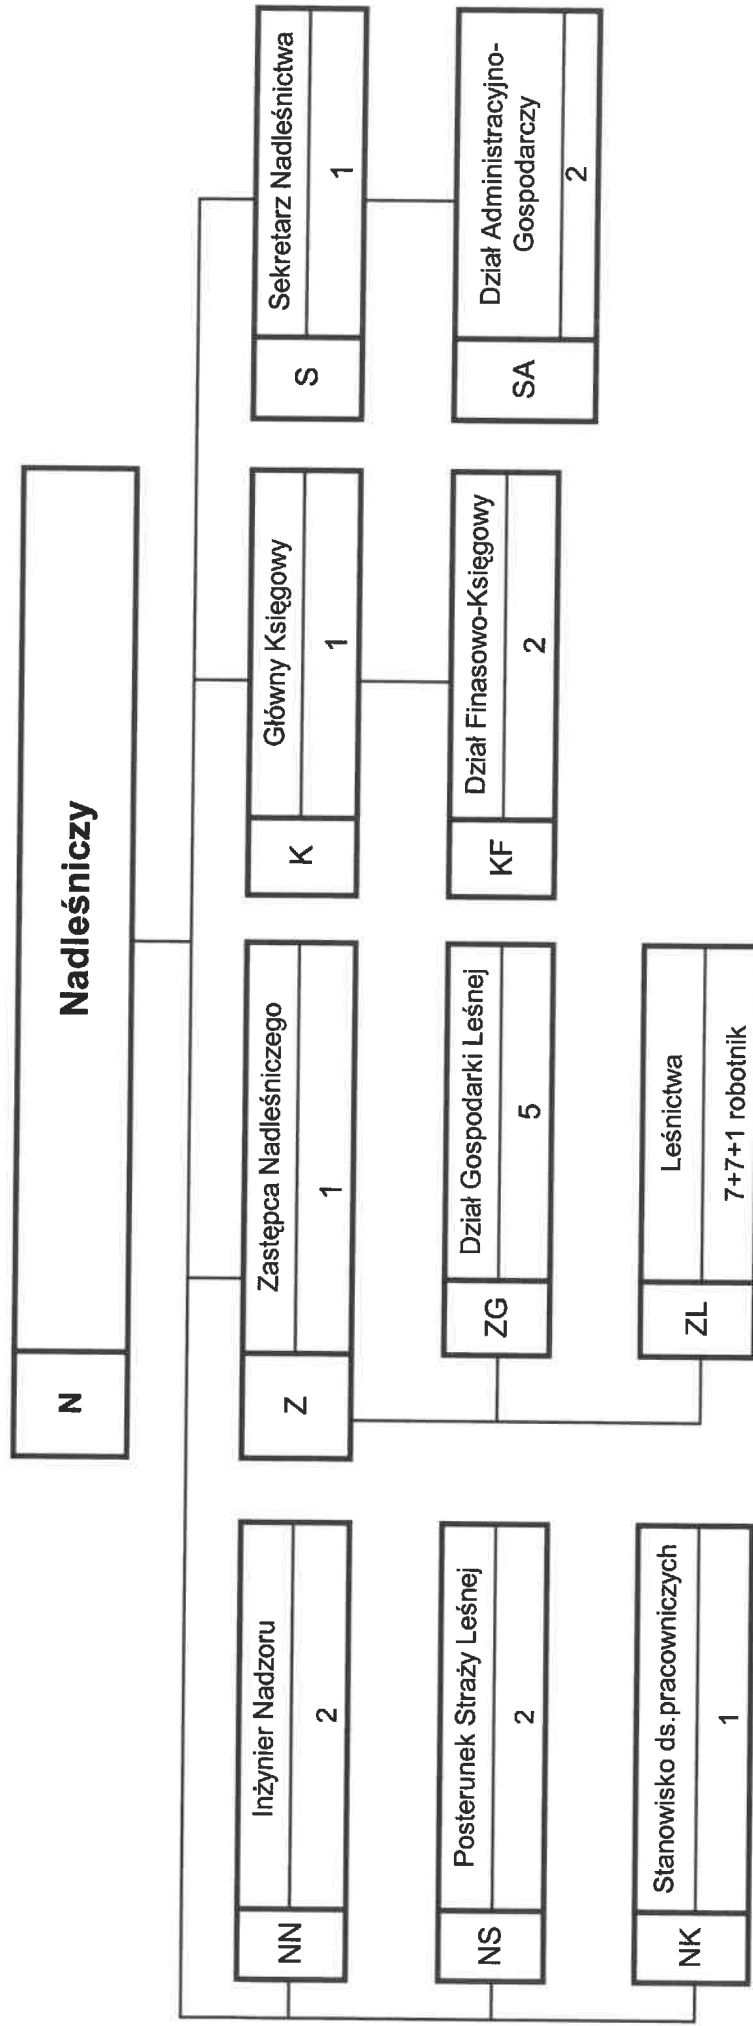 N
Nadleśniczy
NN
Inżynier Nadzoru
2
NS
Posterunek Straży Leśnej
2
NK
Stanowisko ds.pracowniczych
1
Z
Zastępca Nadleśniczego
1
ZG
Dział Gospodarki Leśnej
5
ZL
Leśnictwa
7+7+1 robotnik
K
Główny Księgowy
1
KF
Dział Finasowo-Księgowy
2
S
Sekretarz Nadleśnictwa
1
SA
Dział Administracyjno-
Gospodarczy
2